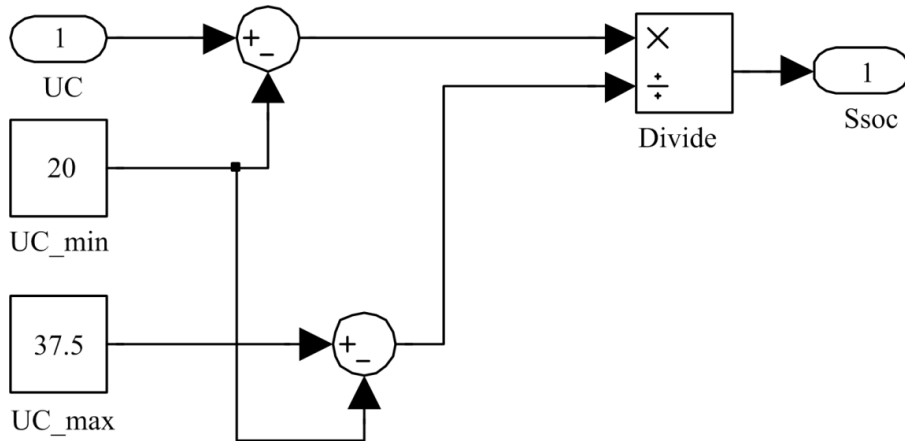 1
UC
+
−
×
÷
Divide
1
Ssoc
20
UC_min
37.5
UC_max
+
−